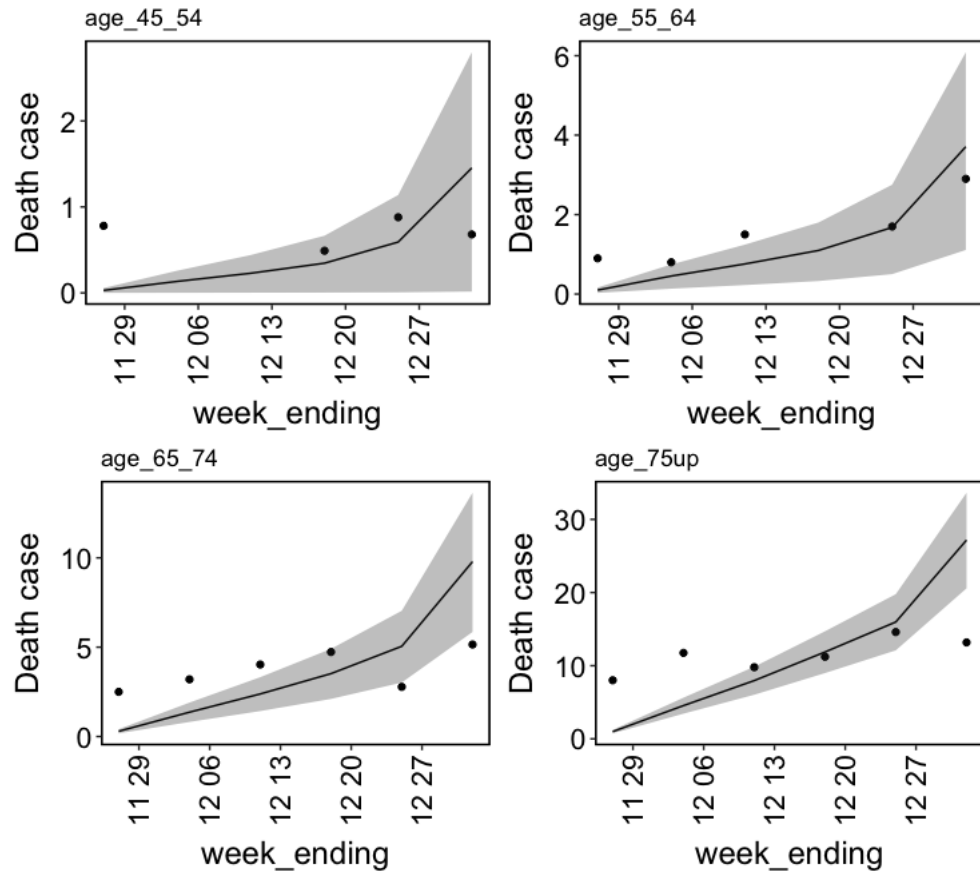 age_45_54
Death case
2
1
0
11 29
12 06
12 13
12 20
12 27
week_ending
age_55_64
Death case
6
4
2
0
11 29
12 06
12 13
12 20
12 27
week_ending
age_65_74
Death case
10
5
0
11 29
12 06
12 13
12 20
12 27
week_ending
age_75up
Death case
30
20
10
0
11 29
12 06
12 13
12 20
12 27
week_ending